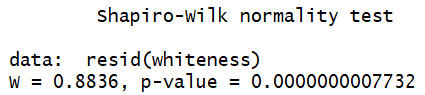 Shapiro-Wilk normality test
data:  resid(whiteness)
W = 0.8836, p-value = 0.0000000007732